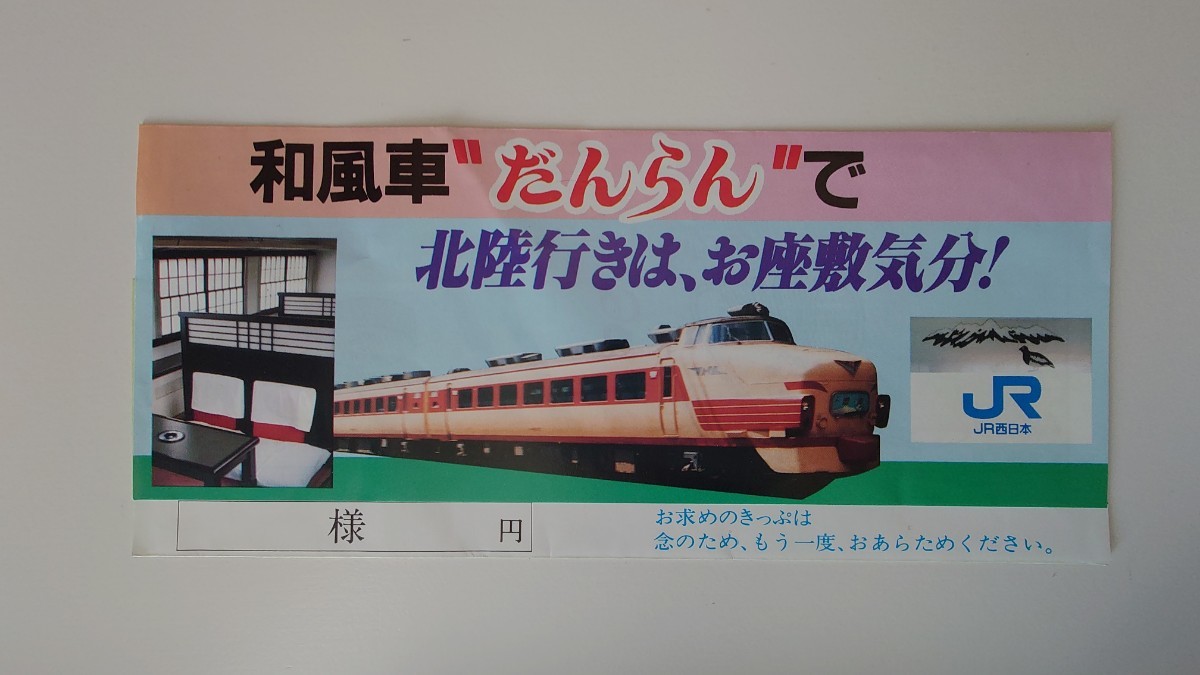 和風車"だんらん"で
北陸行きは、お座敷気分!
JR
JR西日本
様 円
お求めのきっぷは
念のため、もう一度、おあらためください。